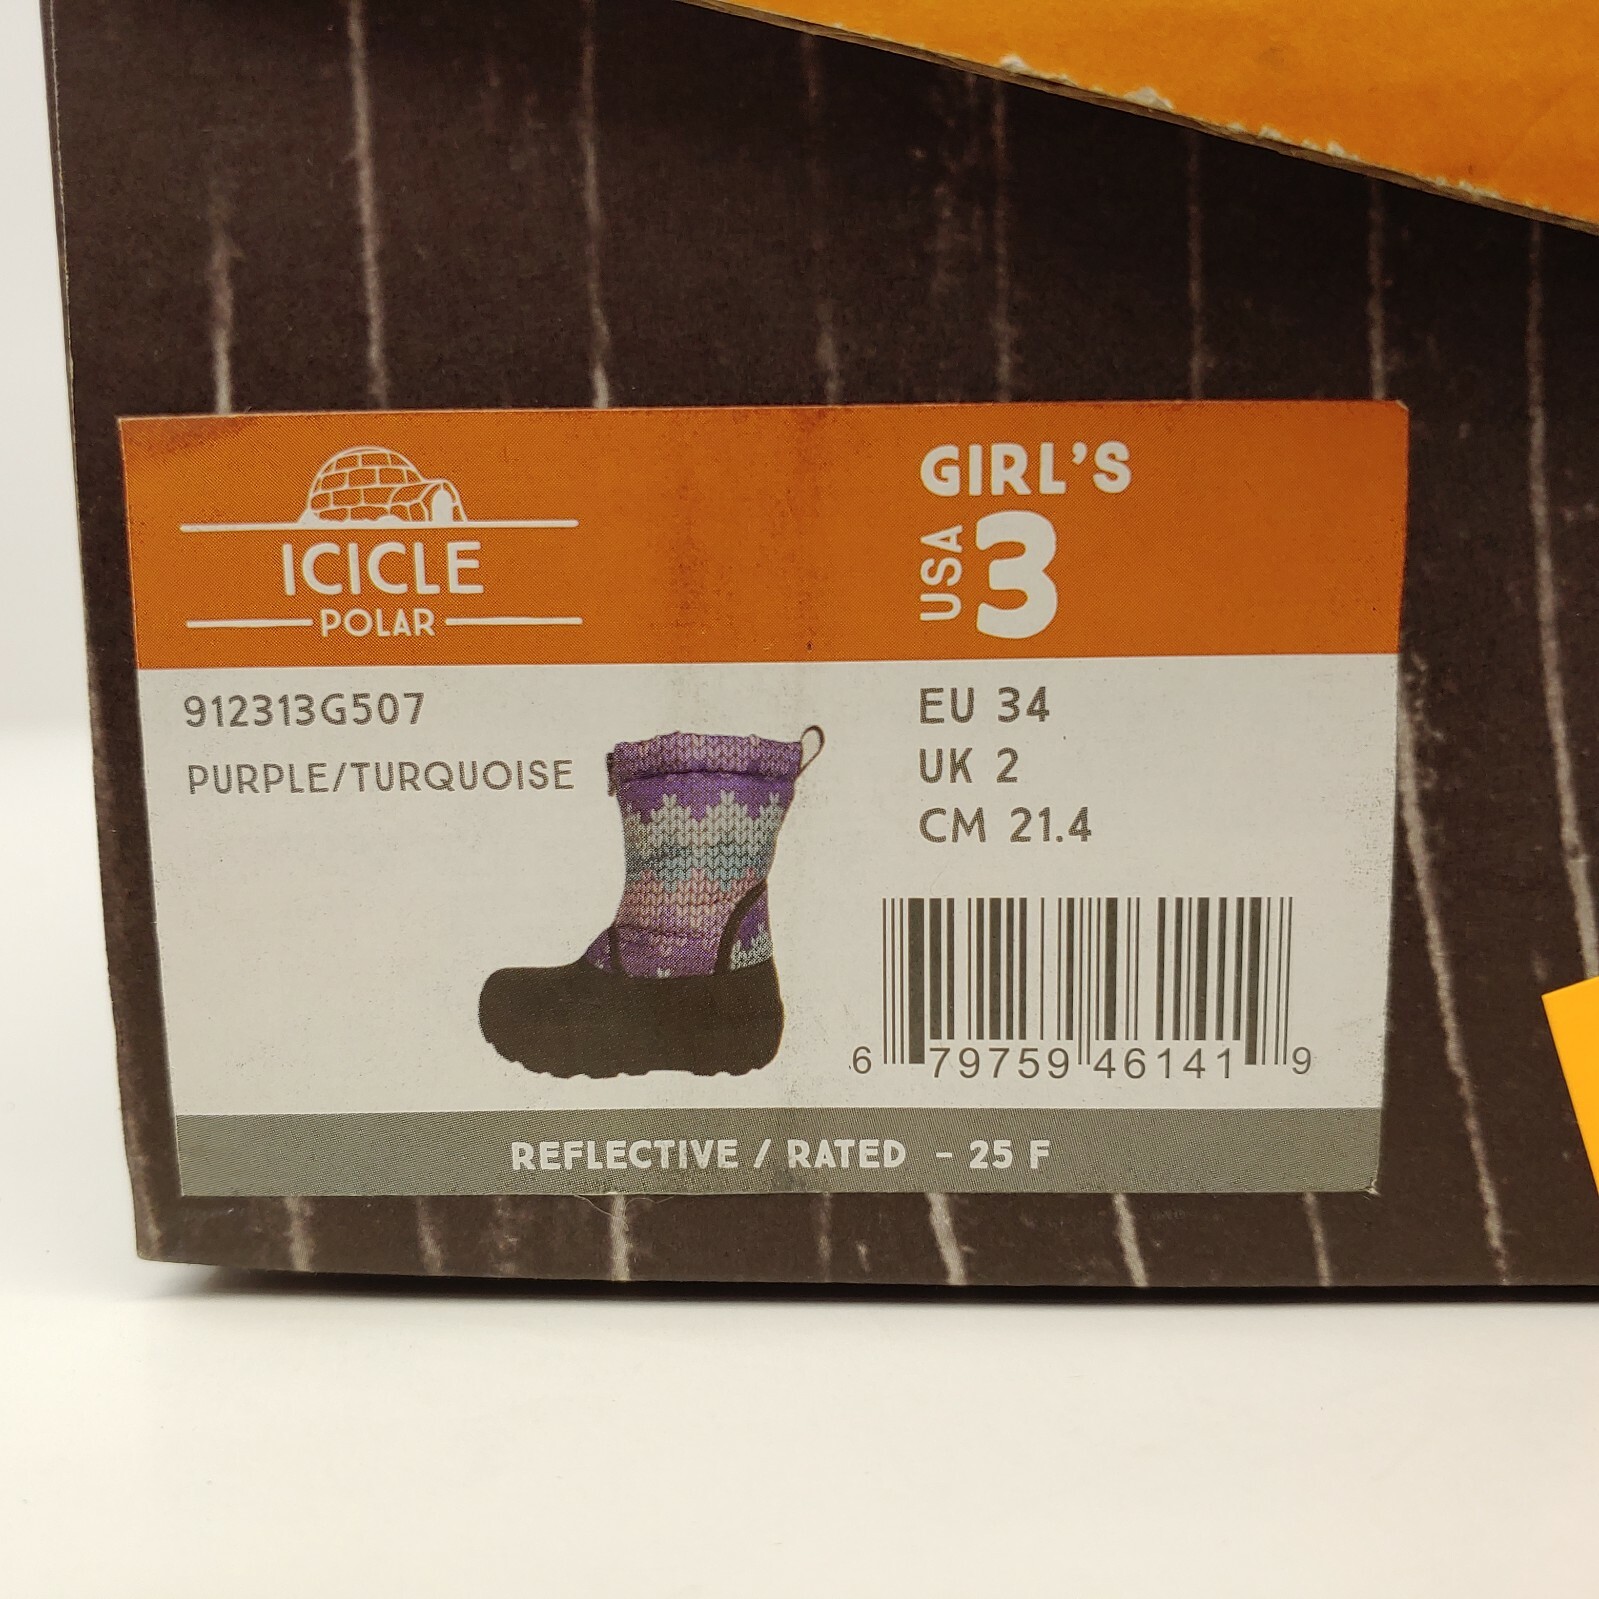 ICICLE
POLAR
GIRL'S
USA 3
912313G507
PURPLE/TURQUOISE
EU 34
UK 2
CM 21.4
6 79759 46141 9
REFLECTIVE / RATED - 25 F